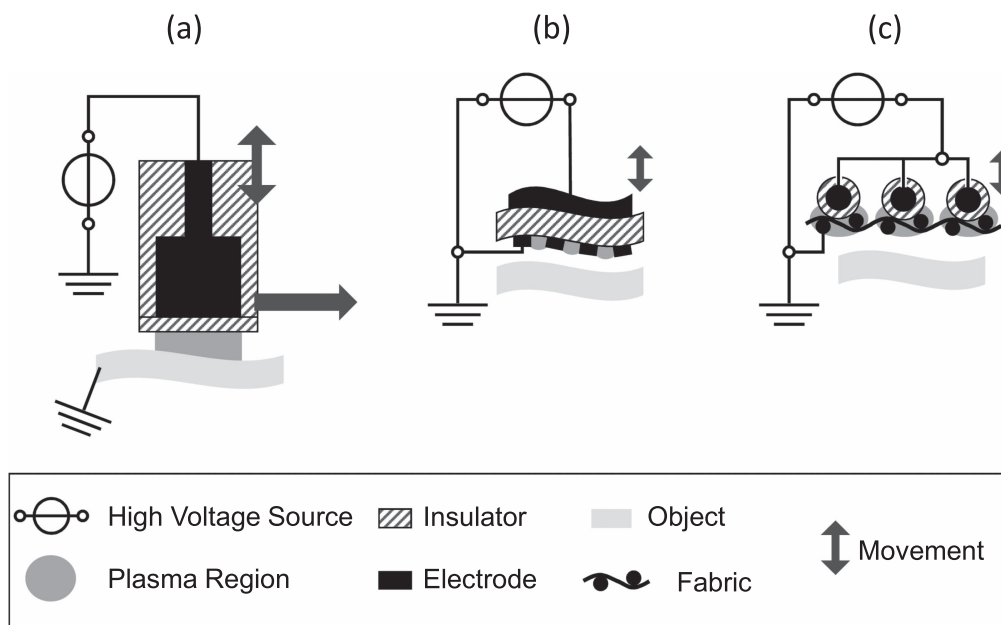 (a) (b) (c)
High Voltage Source Insulator Object
Plasma Region Electrode Fabric
Movement